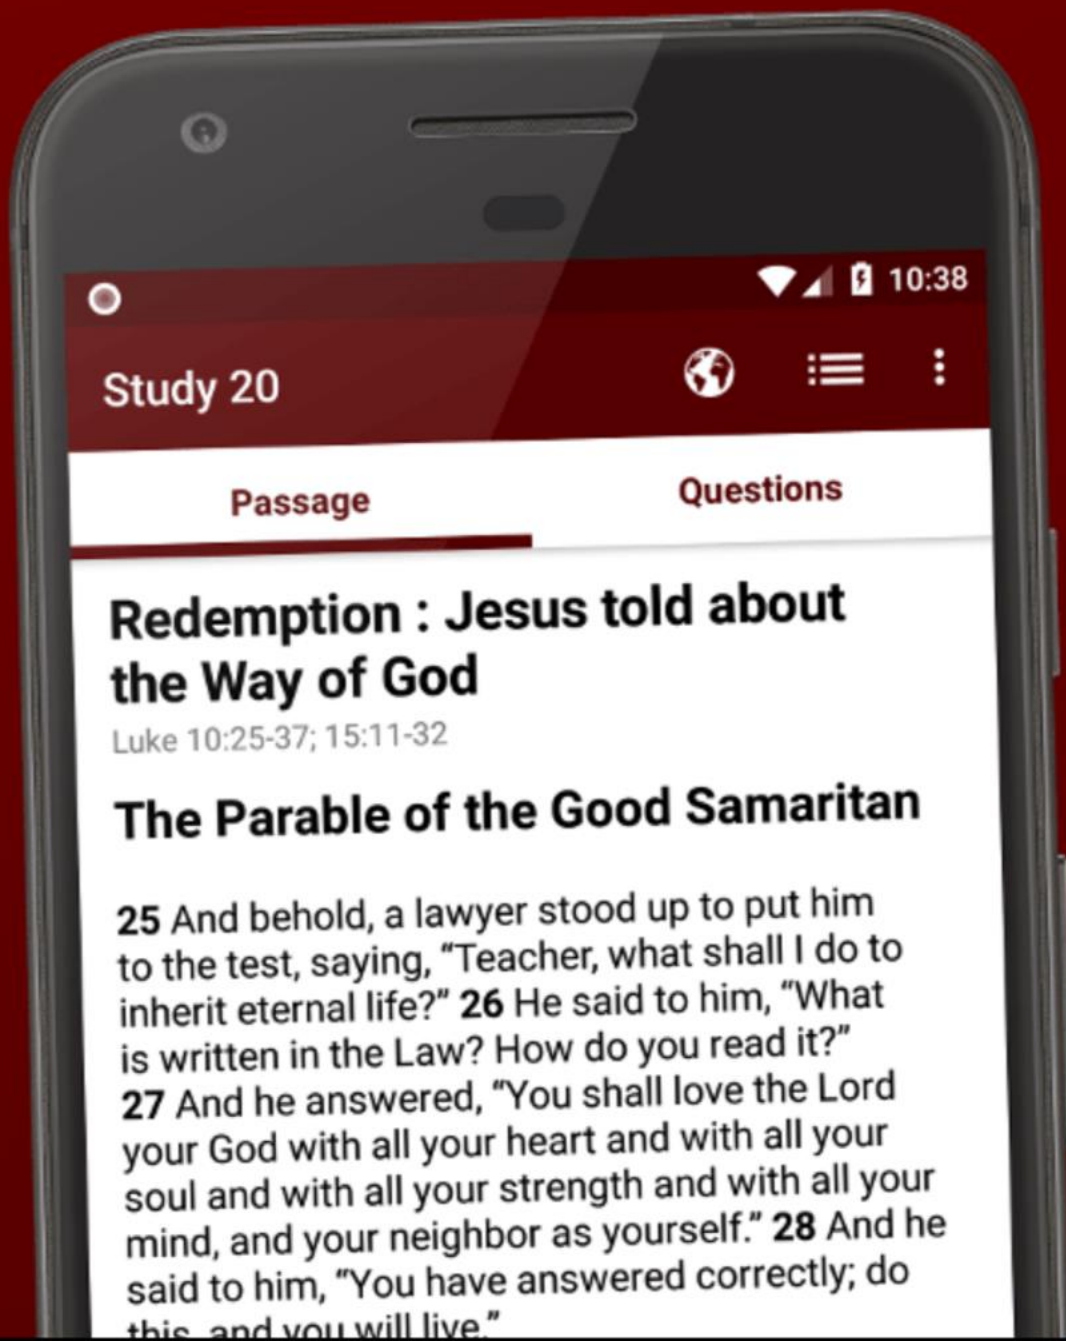 10:38
Study 20
Passage
Questions
Redemption : Jesus told about
the Way of God
Luke 10:25-37; 15:11-32
The Parable of the Good Samaritan
25 And behold, a lawyer stood up to put him
to the test, saying, “Teacher, what shall I do to
inherit eternal life?” 26 He said to him, “What
is written in the Law? How do you read it?”
27 And he answered, “You shall love the Lord
your God with all your heart and with all your
soul and with all your strength and with all your
mind, and your neighbor as yourself.” 28 And he
said to him, “You have answered correctly; do
this, and you will live.”